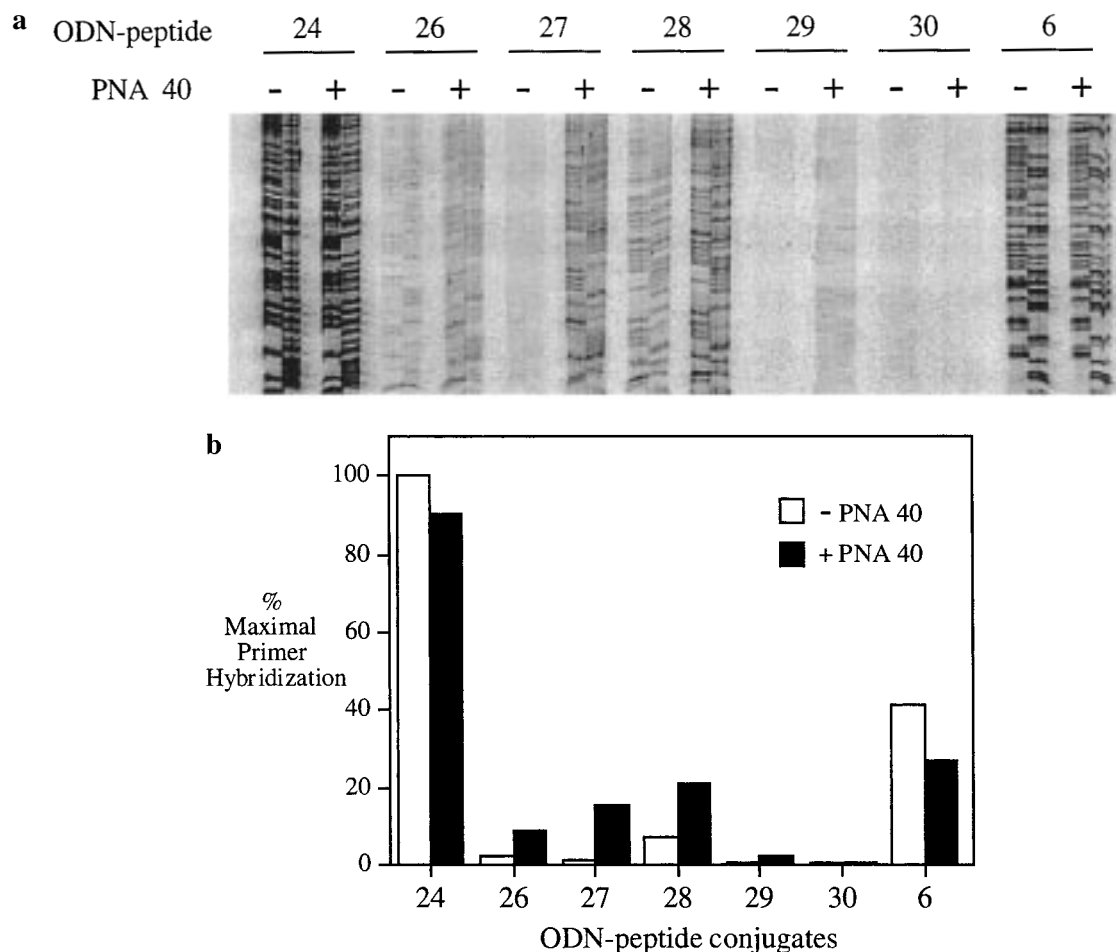 a
ODN-peptide 24 26 27 28 29 30 6
PNA 40 - + - + - + - + - + - + - +
b
100
80
60
40
20
0
%
Maximal
Primer
Hybridization
- PNA 40
+ PNA 40
24 26 27 28 29 30 6
ODN-peptide conjugates